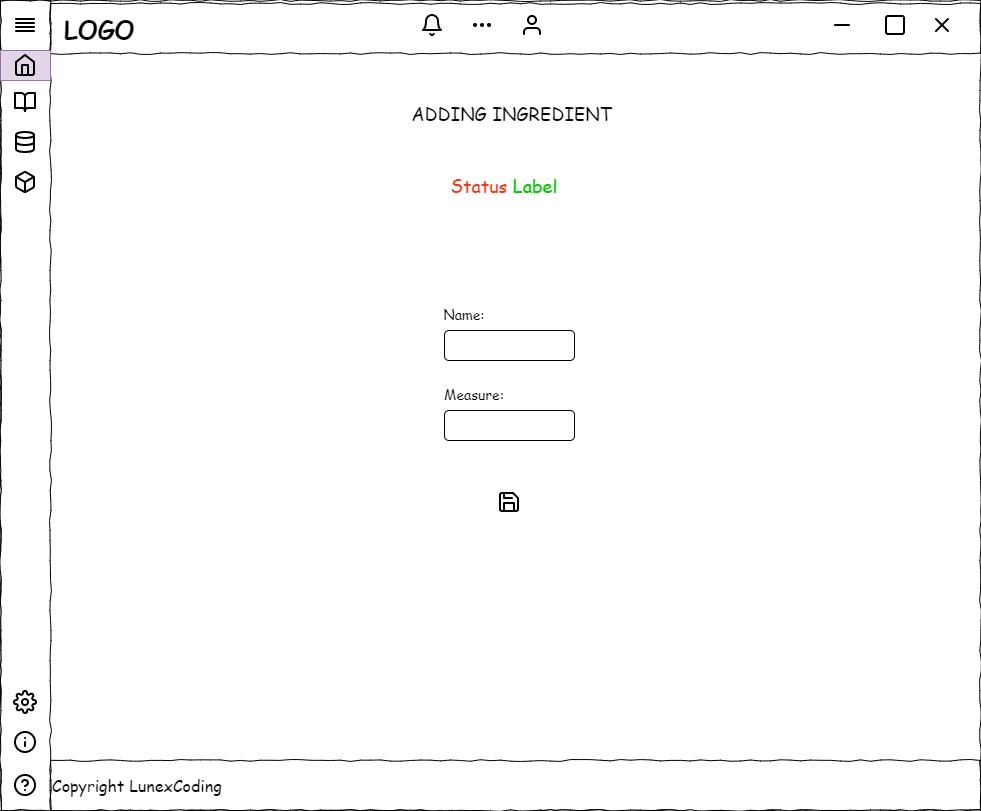 LOGO
ADDING INGREDIENT
Status Label
Name:
Measure:
Copyright LunexCoding